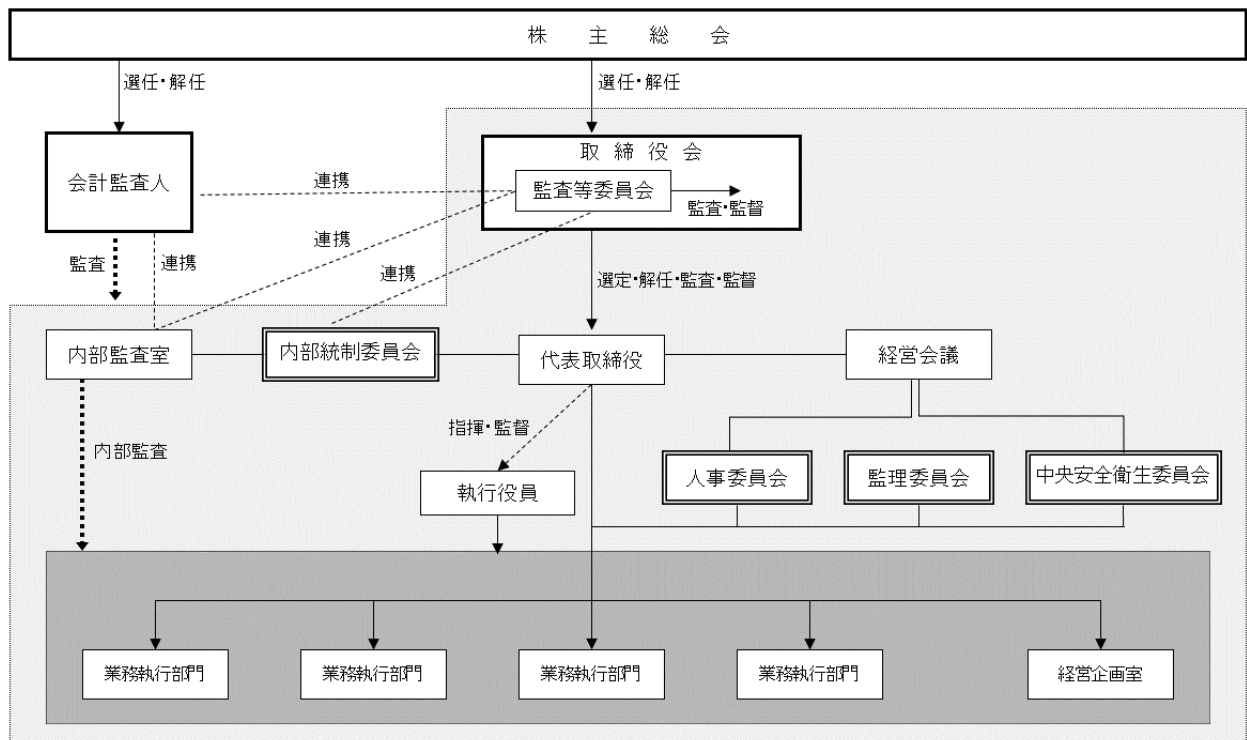 株主総会
選任・解任
選任・解任
取締役会
会計監査人
連携
監査等委員会
監査・監督
連携
監査
連携
連携
選定・解任・監査・監督
内部監査室
内部統制委員会
代表取締役
経営会議
指揮・監督
内部監査
執行役員
人事委員会
監理委員会
中央安全衛生委員会
業務執行部門
業務執行部門
業務執行部門
業務執行部門
経営企画室